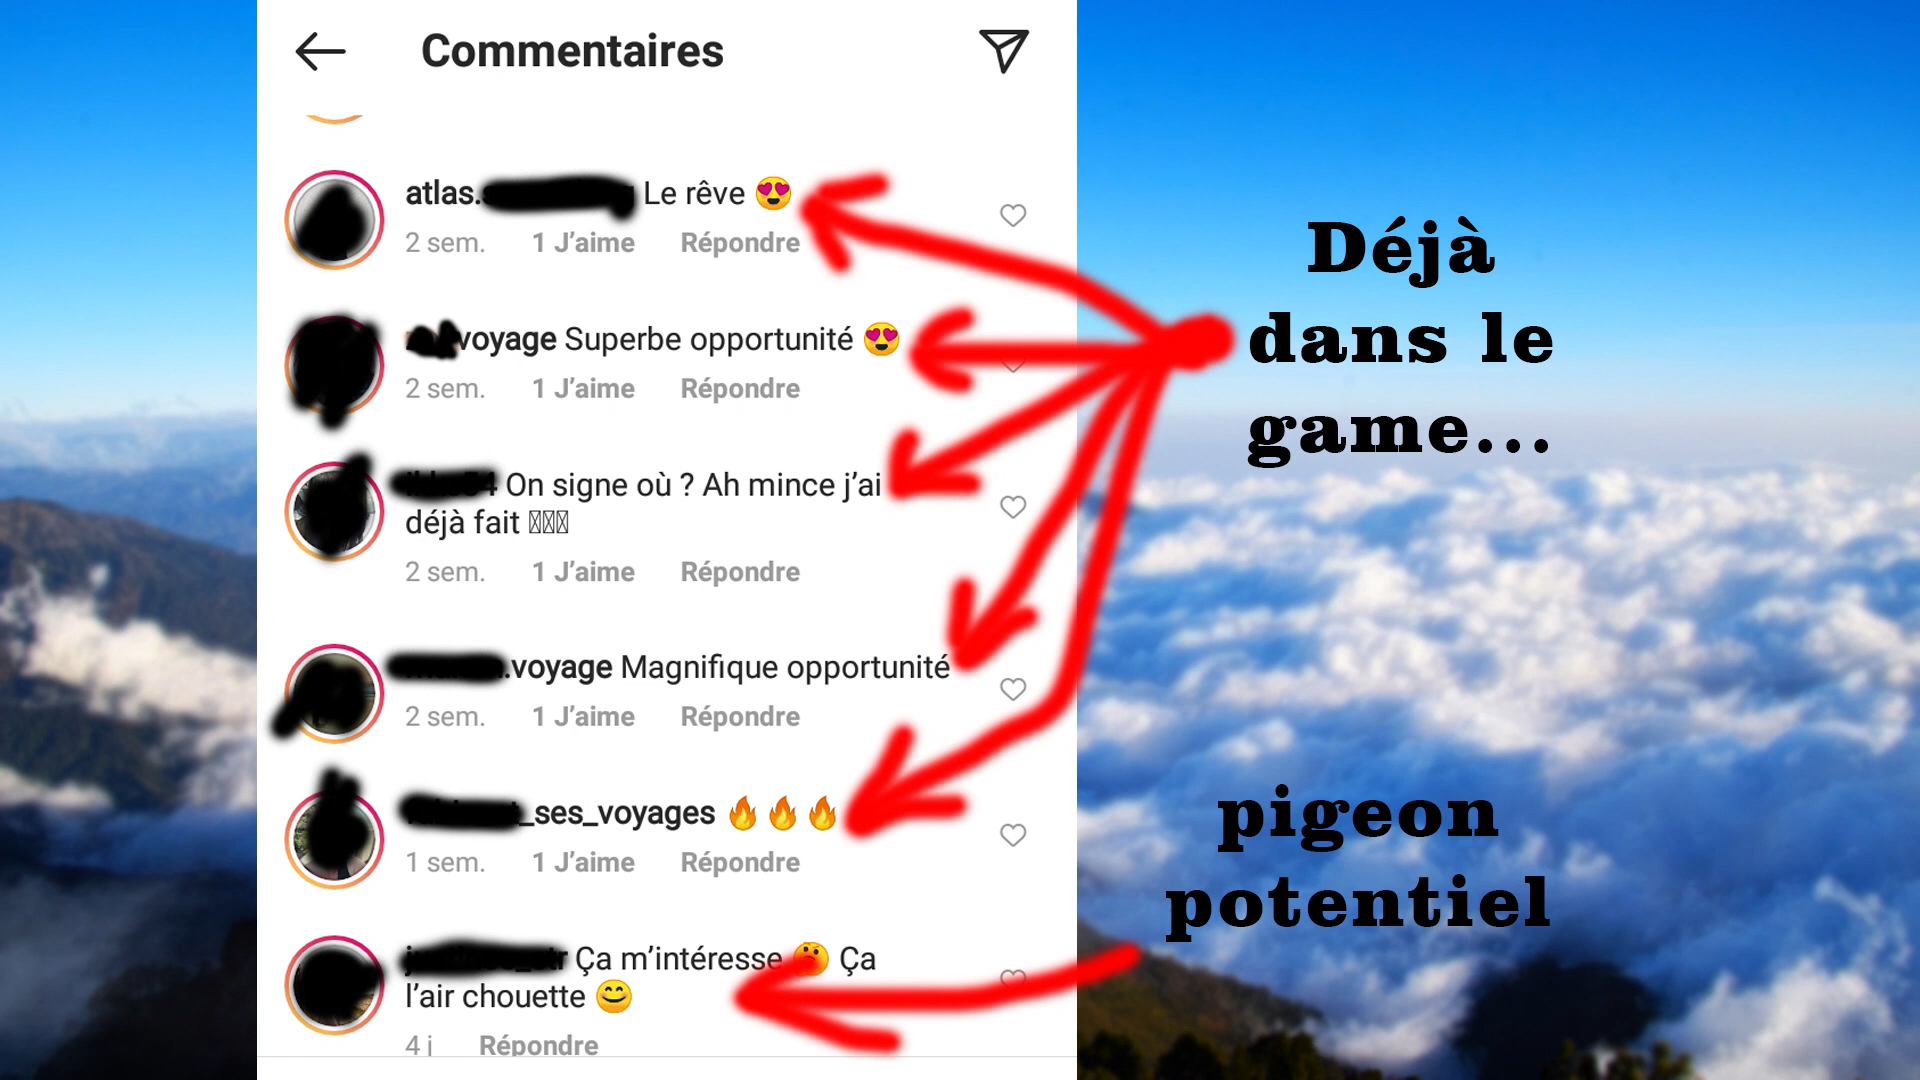 Commentaires
atlas. Le rêve 😍
2 sem. 1 J’aime Répondre
voyage Superbe opportunité 😍
2 sem. 1 J’aime Répondre
On signe où ? Ah mince j’ai
déjà fait
2 sem. 1 J’aime Répondre
.voyage Magnifique opportunité
2 sem. 1 J’aime Répondre
_ses_voyages 🔥🔥🔥
1 sem. 1 J’aime Répondre
Ça m’intéresse 🤔 Ça
l’air chouette 😊
4 j Répondre
Déjà
dans le
game...
pigeon
potentiel